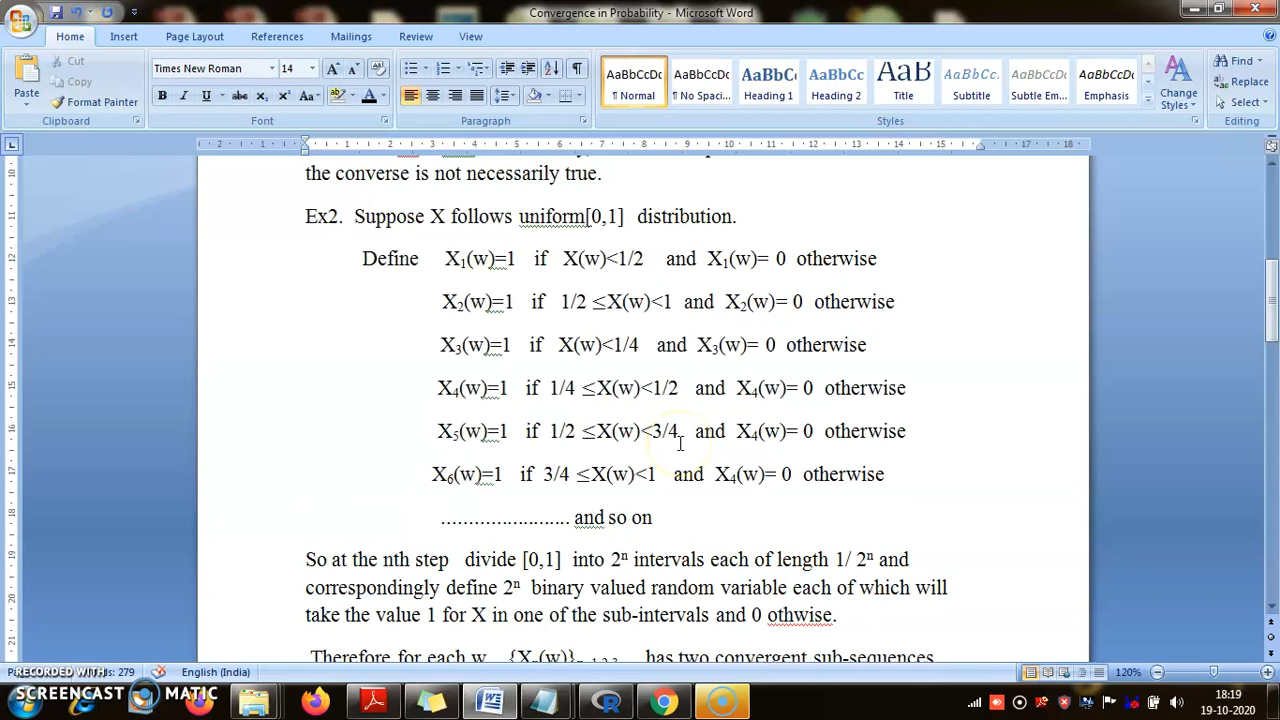 Convergence in Probability - Microsoft Word
Home Insert Page Layout References Mailings Review View
Paste
Cut
Copy
Format Painter
Clipboard
Times New Roman 14
Font
Paragraph
AaBbCcDc AaBbCcDc AaBbCc AaBbCc AaB AaBbCc. AaBbCcDc AaBbCcDc
¶ Normal ¶ No Spaci... Heading 1 Heading 2 Title Subtitle Subtle Em... Emphasis
Change Styles
Styles
Find
Replace
Select
Editing
the converse is not necessarily true.
Ex2. Suppose X follows uniform[0,1] distribution.
Define X₁(w)=1 if X(w)<1/2 and X₁(w)= 0 otherwise
X₂(w)=1 if 1/2 ≤X(w)<1 and X₂(w)= 0 otherwise
X₃(w)=1 if X(w)<1/4 and X₃(w)= 0 otherwise
X₄(w)=1 if 1/4 ≤X(w)<1/2 and X₄(w)= 0 otherwise
X₅(w)=1 if 1/2 ≤X(w)<3/4 and X₄(w)= 0 otherwise
X₆(w)=1 if 3/4 ≤X(w)<1 and X₄(w)= 0 otherwise
........................ and so on
So at the nth step divide [0,1] into 2ⁿ intervals each of length 1/ 2ⁿ and
correspondingly define 2ⁿ binary valued random variable each of which will
take the value 1 for X in one of the sub-intervals and 0 othwise.
Therefore for each w {Xₙ(w)} has two convergent sub-sequences
RECORDED WITH
SCREENCAST MATIC
279
English (India)
120%
18:19
19-10-2020